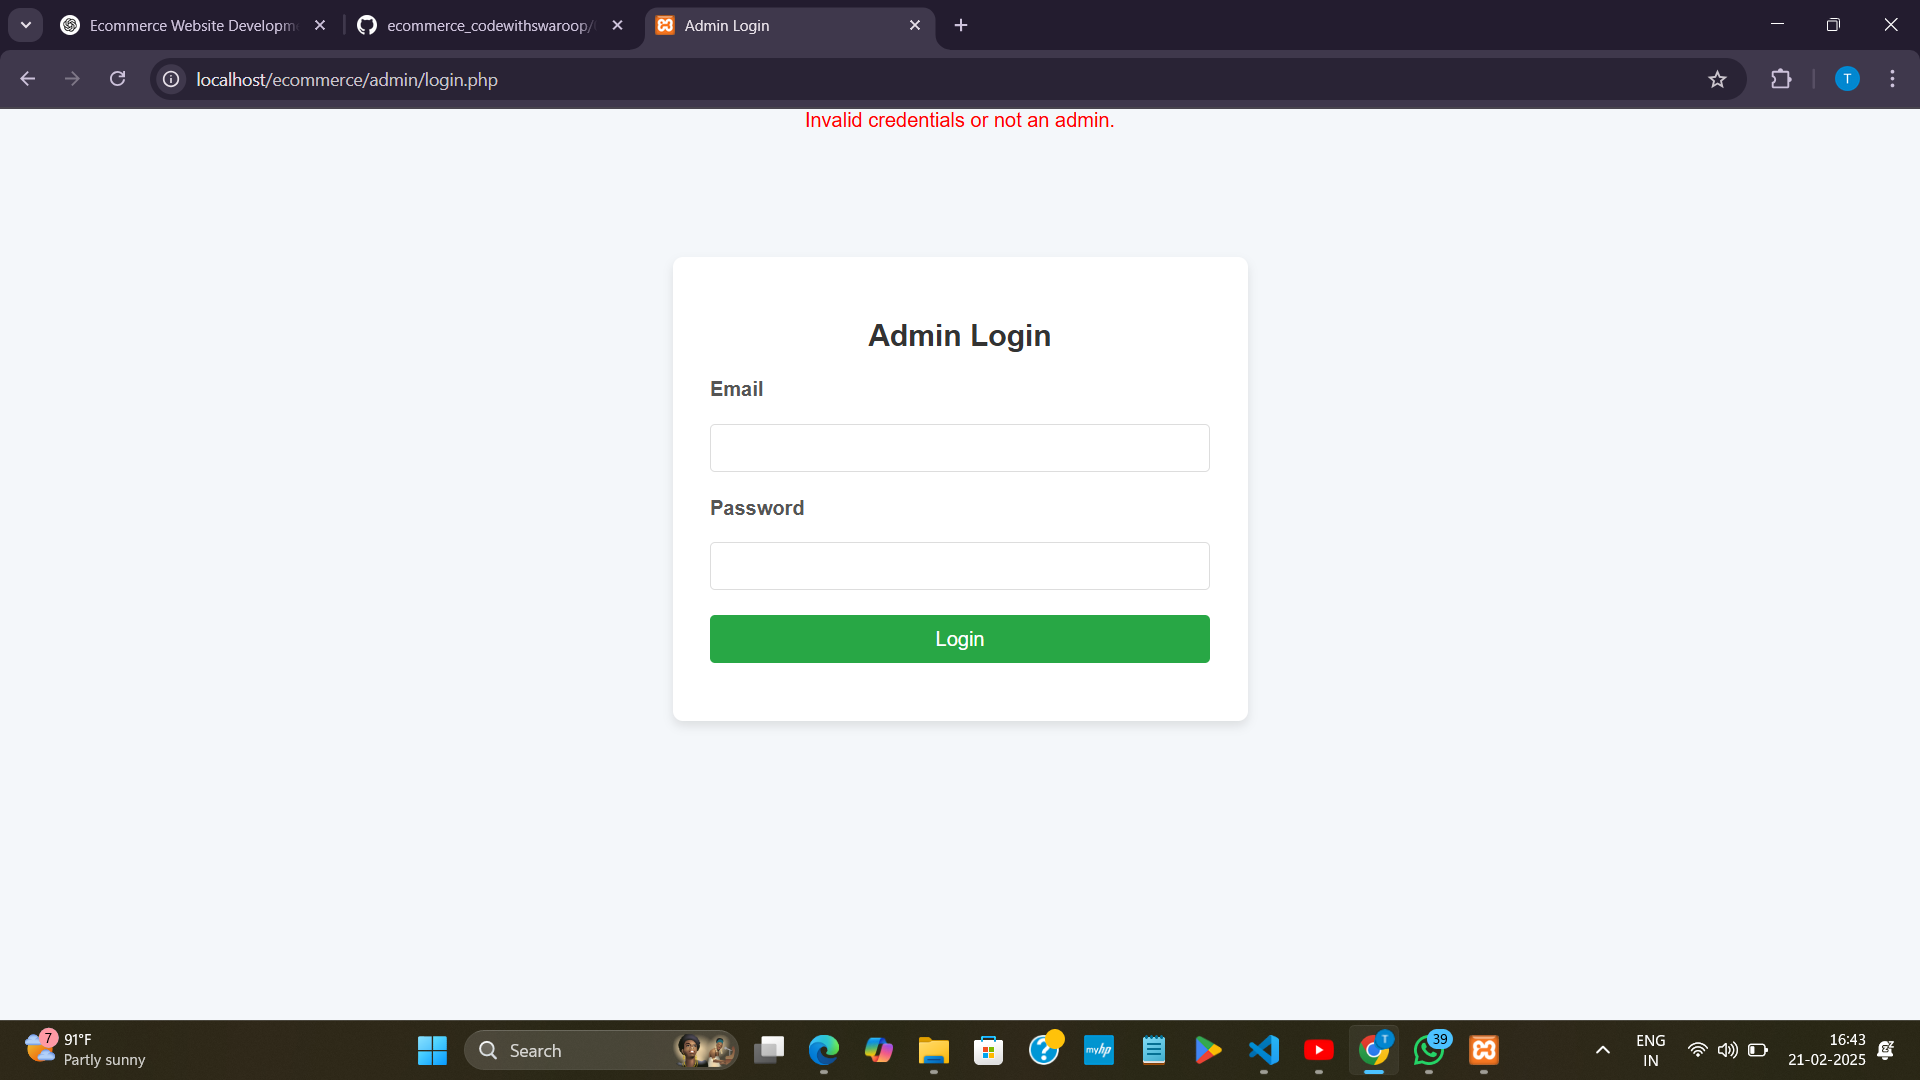 Ecommerce Website Developm
ecommerce_codewithswaroop/
Admin Login
localhost/ecommerce/admin/login.php
T
Invalid credentials or not an admin.
Admin Login
Email
Password
Login
7
91°F
Partly sunny
Search
myhp
T
39
ENG
IN
16:43
21-02-2025